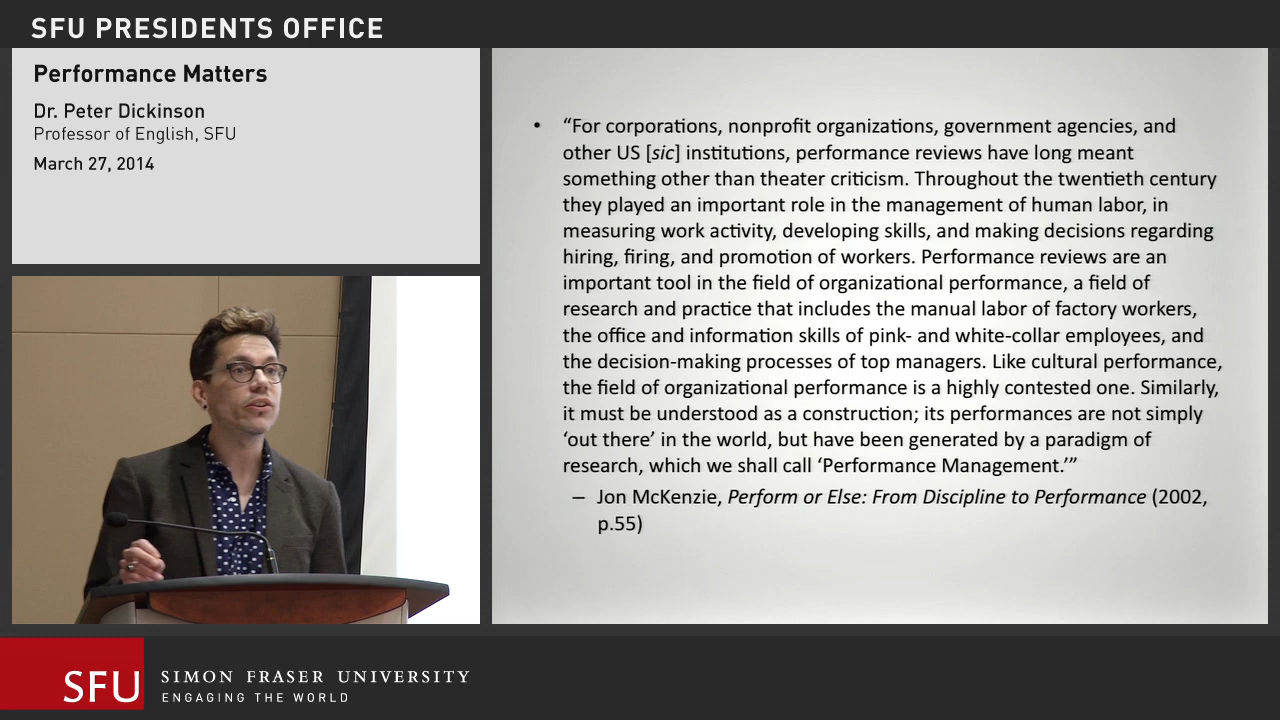 SFU PRESIDENTS OFFICE
Performance Matters
Dr. Peter Dickinson
Professor of English, SFU
March 27, 2014
• “For corporations, nonprofit organizations, government agencies, and
other US [sic] institutions, performance reviews have long meant
something other than theater criticism. Throughout the twentieth century
they played an important role in the management of human labor, in
measuring work activity, developing skills, and making decisions regarding
hiring, firing, and promotion of workers. Performance reviews are an
important tool in the field of organizational performance, a field of
research and practice that includes the manual labor of factory workers,
the office and information skills of pink- and white-collar employees, and
the decision-making processes of top managers. Like cultural performance,
the field of organizational performance is a highly contested one. Similarly,
it must be understood as a construction; its performances are not simply
‘out there’ in the world, but have been generated by a paradigm of
research, which we shall call ‘Performance Management.’”
– Jon McKenzie, Perform or Else: From Discipline to Performance (2002,
p.55)
SFU
SIMON FRASER UNIVERSITY
ENGAGING THE WORLD